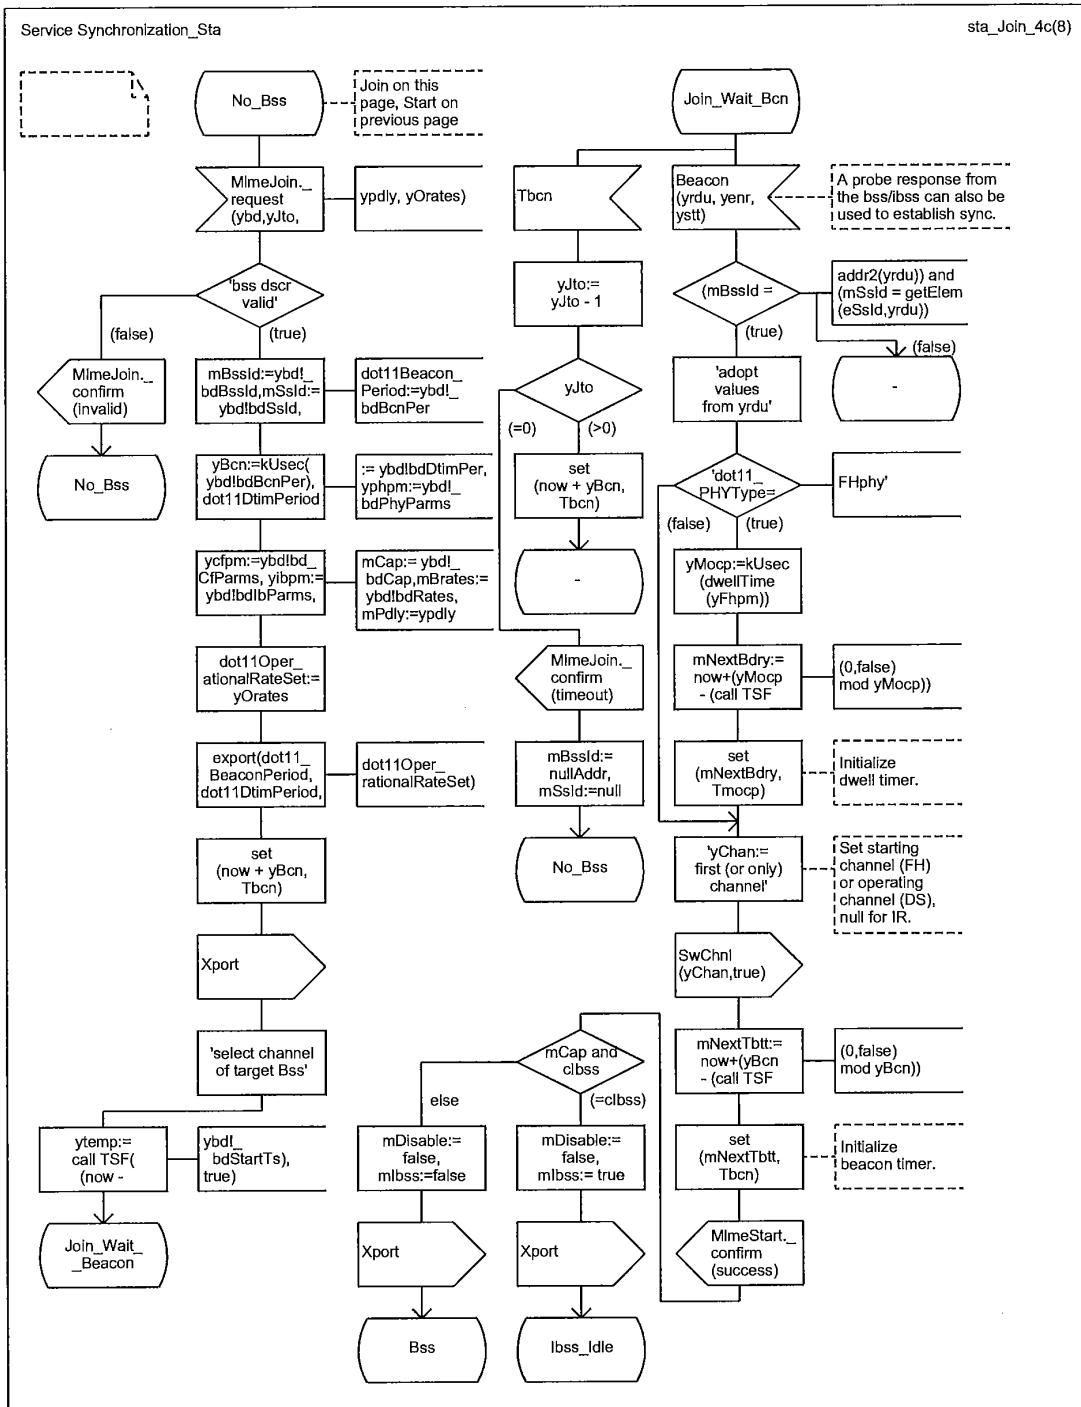 Service Synchronization_Sta
sta_Join_4c(8)
No_Bss
Join on this
page, Start on
previous page
MlmeJoin._
request
(ybd,yJto,
ypdly, yOrates)
'bss dscr
valid'
(false)
(true)
MlmeJoin._
confirm
(invalid)
No_Bss
mBssId:=ybd!_
bdBssId,mSsId:=
ybd!bdSsId,
dot11Beacon_
Period:=ybd!_
bdBcnPer
yBcn:=kUsec(
ybd!bdBcnPer),
dot11DtimPeriod
:= ybd!bdDtimPer,
yphpm:=ybd!_
bdPhyParms
ycfpm:=ybd!bd_
CfParms, yibpm:=
ybd!bdIbParms,
mCap:= ybd!_
bdCap,mBrates:=
ybd!bdRates,
mPdly:=ypdly
dot11Oper_
ationalRateSet:=
yOrates
export(dot11_
BeaconPeriod,
dot11DtimPeriod,
dot11Oper_
rationalRateSet)
set
(now + yBcn,
Tbcn)
Xport
'select channel
of target Bss'
ytemp:=
call TSF(
(now -
ybd!_
bdStartTs),
true)
Join_Wait_
_Beacon
Join_Wait_Bcn
Tbcn
yJto:=
yJto - 1
yJto
(=0)
(>0)
set
(now + yBcn,
Tbcn)
-
MlmeJoin._
confirm
(timeout)
mBssId:=
nullAddr,
mSsId:=null
No_Bss
Beacon
(yrdu, yenr,
ystt)
A probe response from
the bss/ibss can also be
used to establish sync.
(mBssId =
addr2(yrdu)) and
(mSsId = getElem
(eSsId,yrdu))
(true)
(false)
-
'adopt
values
from yrdu'
'dot11_
PHYType=
FHphy'
(false)
(true)
yMocp:=kUsec
(dwellTime
(yFhpm))
mNextBdry:=
now+(yMocp
- (call TSF
(0,false)
mod yMocp))
set
(mNextBdry,
Tmocp)
Initialize
dwell timer.
'yChan:=
first (or only)
channel'
Set starting
channel (FH)
or operating
channel (DS),
null for IR.
SwChnl
(yChan,true)
mNextTbtt:=
now+(yBcn
- (call TSF
(0,false)
mod yBcn))
set
(mNextTbtt,
Tbcn)
Initialize
beacon timer.
MlmeStart._
confirm
(success)
mCap and
cIbss
else
(=cIbss)
mDisable:=
false,
mIbss:=false
mDisable:=
false,
mIbss:= true
Xport
Xport
Bss
Ibss_Idle